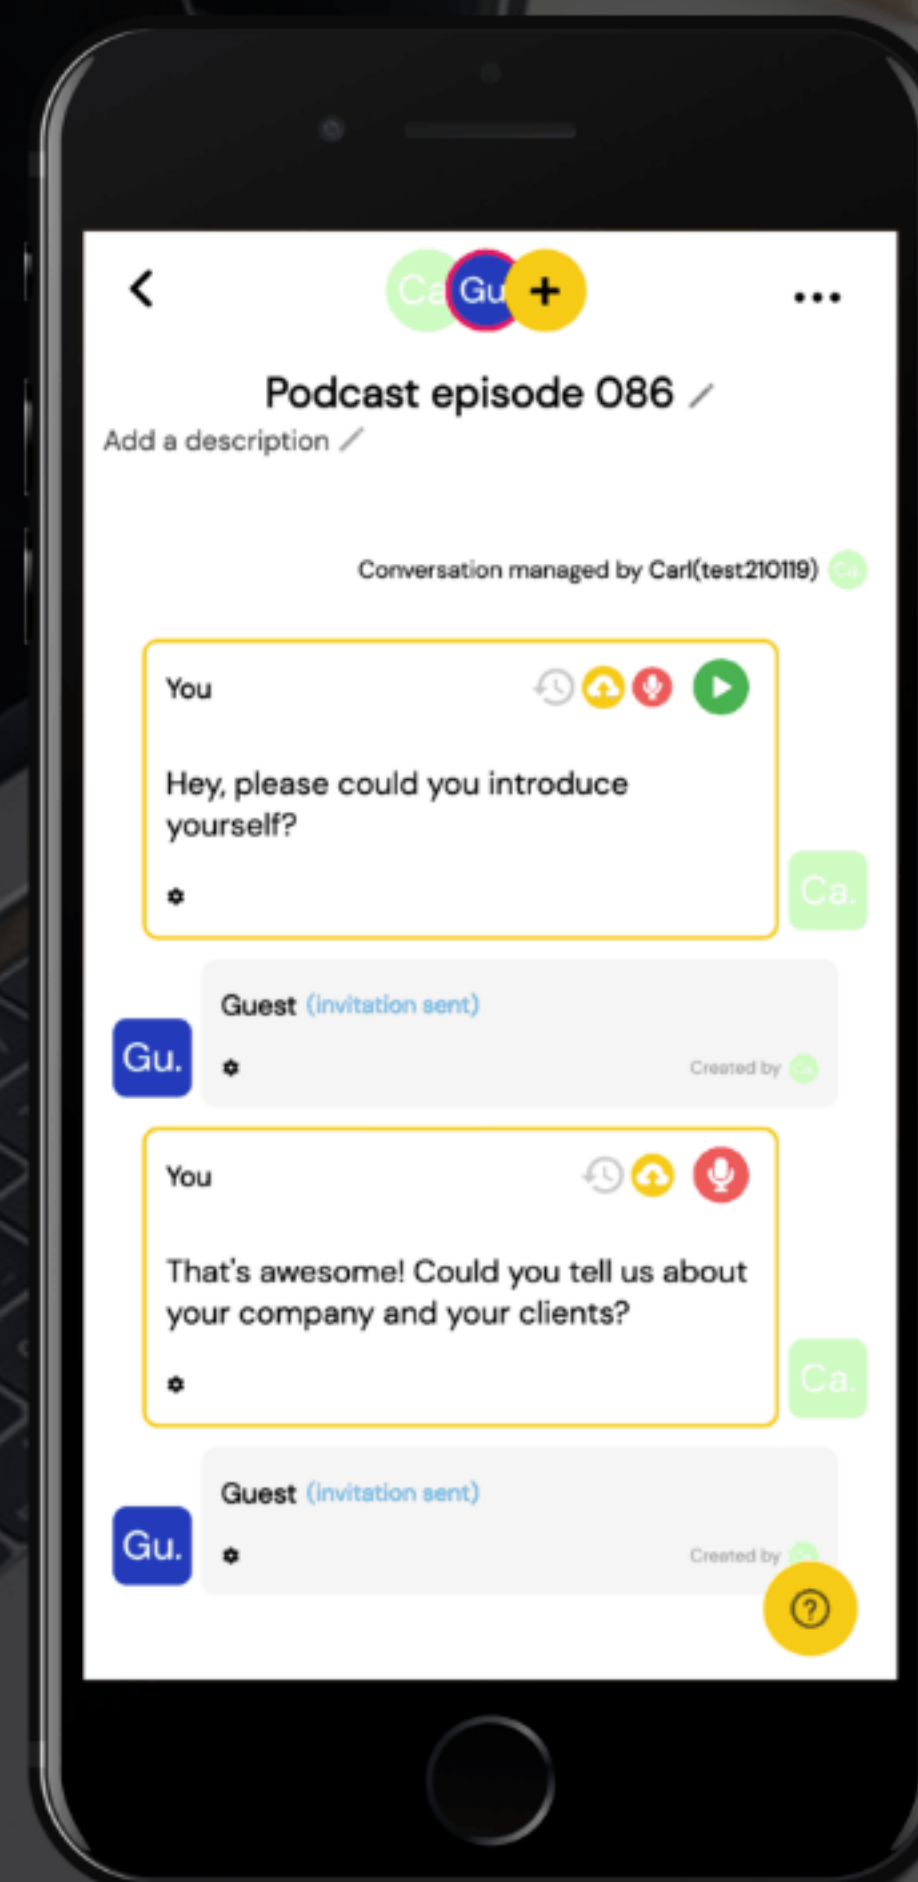 Ca
Gu
+
Podcast episode 086
Add a description
Conversation managed by Carl(test210119) Ca.
You
Hey, please could you introduce
yourself?
Ca.
Guest (invitation sent)
Gu.
Created by
You
That's awesome! Could you tell us about
your company and your clients?
Ca.
Guest (invitation sent)
Gu.
Created by
?